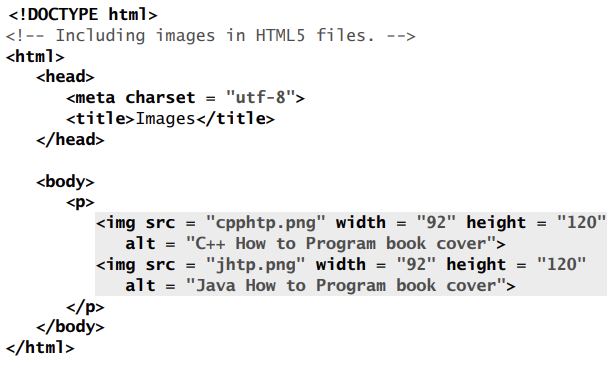 <!DOCTYPE html>
<!-- Including images in HTML5 files. -->
<html>
   <head>
      <meta charset = "utf-8">
      <title>Images</title>
   </head>

   <body>
      <p>
         <img src = "cpphtp.png" width = "92" height = "120"
            alt = "C++ How to Program book cover">
         <img src = "jhtp.png" width = "92" height = "120"
            alt = "Java How to Program book cover">
      </p>
   </body>
</html>